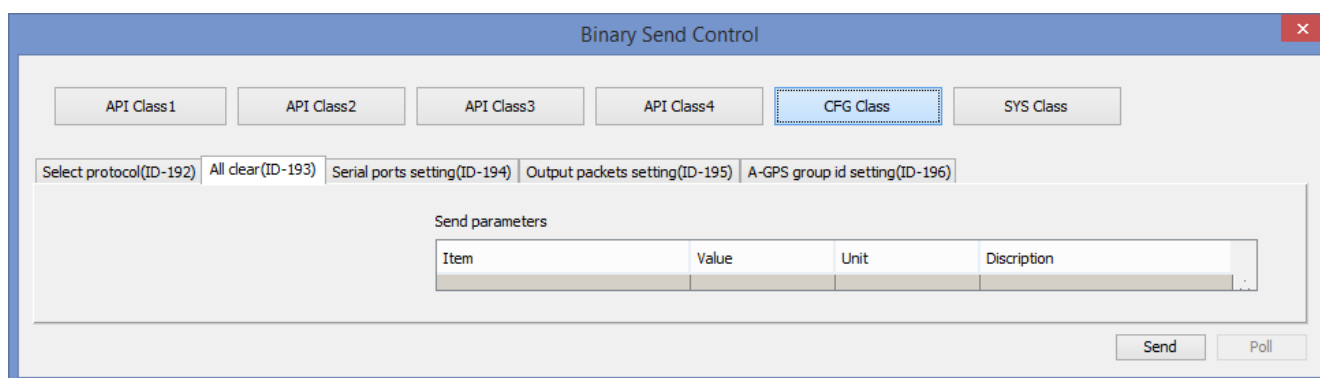 Binary Send Control
API Class1 API Class2 API Class3 API Class4 CFG Class SYS Class
Select protocol(ID-192) All clear(ID-193) Serial ports setting(ID-194) Output packets setting(ID-195) A-GPS group id setting(ID-196)
Send parameters
Item Value Unit Discription
Send Poll